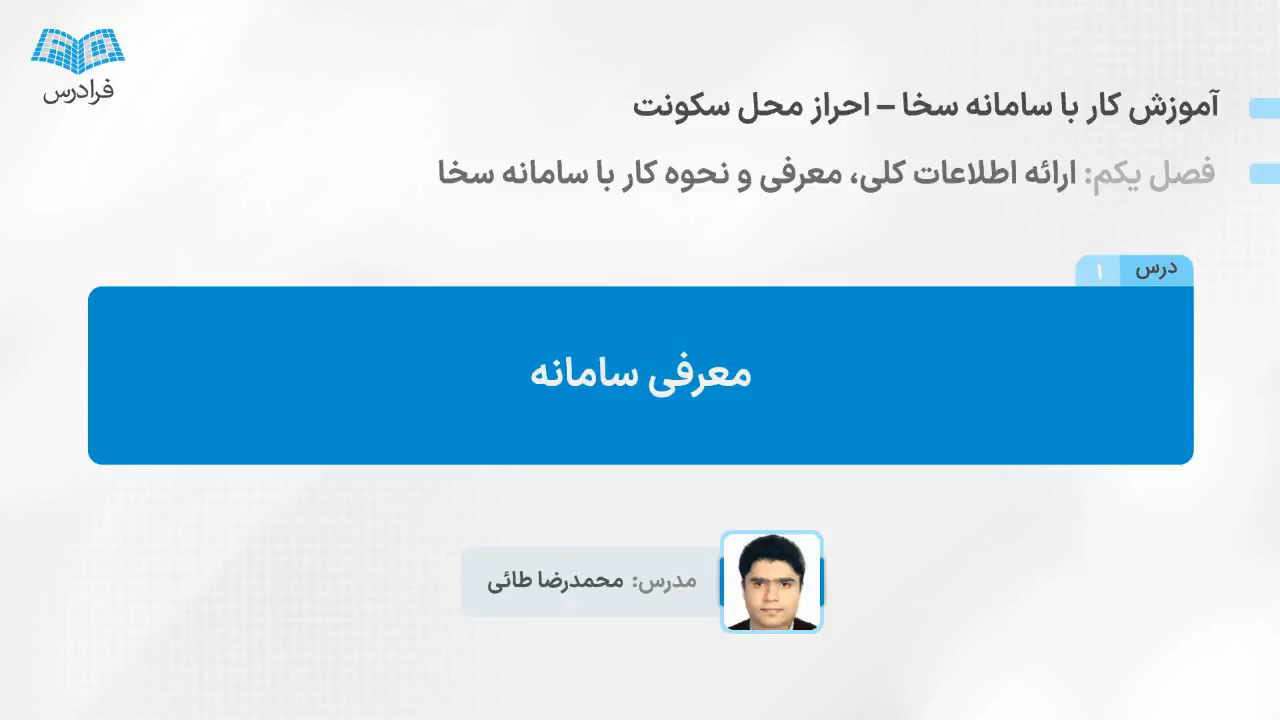 فرادرس
آموزش کار با سامانه سخا – احراز محل سکونت
فصل یکم: ارائه اطلاعات کلی، معرفی و نحوه کار با سامانه سخا
درس ۱
معرفی سامانه
مدرس: محمدرضا طائی